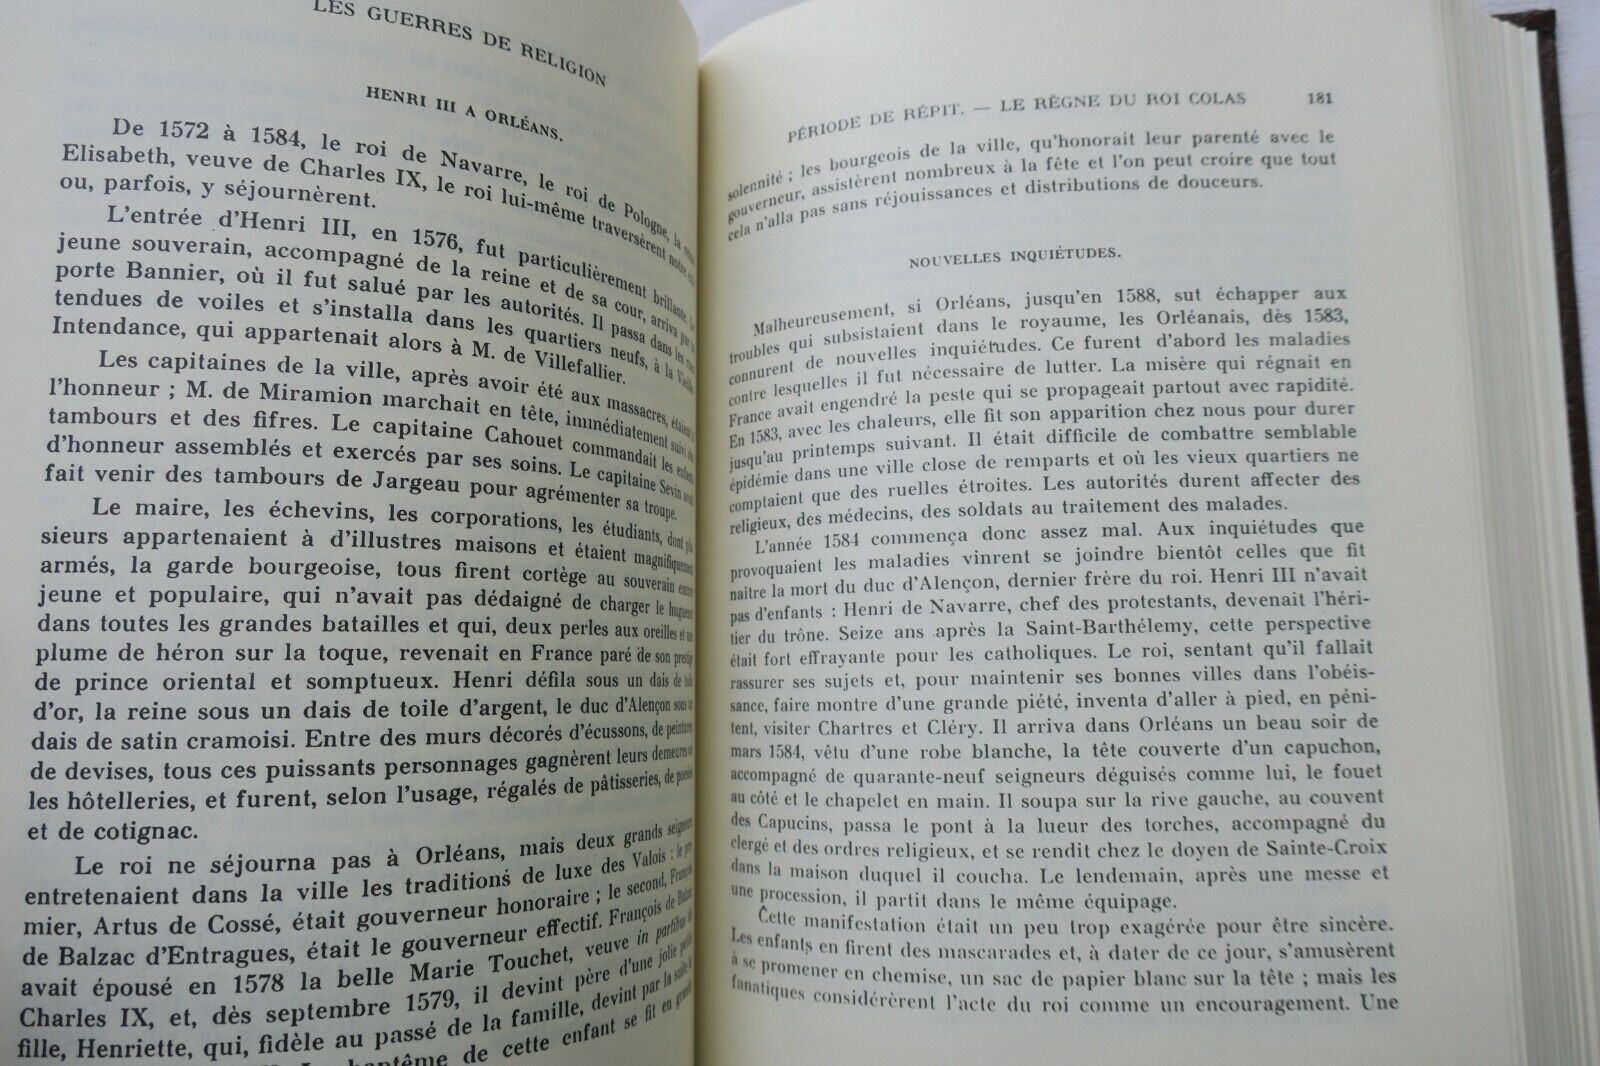 LES GUERRES DE RELIGION
HENRI III A ORLÉANS.
De 1572 à 1584, le roi de Navarre, le roi de Pologne, la reine
Elisabeth, veuve de Charles IX, le roi lui-même traversèrent notre
ou, parfois, y séjournèrent.
L'entrée d'Henri III, en 1576, fut particulièrement brillante. Le
jeune souverain, accompagné de la reine et de sa cour, arriva par la
porte Bannier, où il fut salué par les autorités. Il passa dans les rues
tendues de voiles et s'installa dans les quartiers neufs, à la Vieille
Intendance, qui appartenait alors à M. de Villefallier.
Les capitaines de la ville, après avoir été aux massacres, étaient à
l'honneur ; M. de Miramion marchait en tête, immédiatement suivi des
tambours et des fifres. Le capitaine Cahouet commandait les enfants
d'honneur assemblés et exercés par ses soins. Le capitaine Sevin avait
fait venir des tambours de Jargeau pour agrémenter sa troupe.
Le maire, les échevins, les corporations, les étudiants, dont plu-
sieurs appartenaient à d'illustres maisons et étaient magnifiquement
armés, la garde bourgeoise, tous firent cortège au souverain encore
jeune et populaire, qui n'avait pas dédaigné de charger le huguenot
dans toutes les grandes batailles et qui, deux perles aux oreilles et une
plume de héron sur la toque, revenait en France paré de son prestige
de prince oriental et somptueux. Henri défila sous un dais de toile
d'or, la reine sous un dais de toile d'argent, le duc d'Alençon sous un
dais de satin cramoisi. Entre des murs décorés d'écussons, de peintures
de devises, tous ces puissants personnages gagnèrent leurs demeures ou
les hôtelleries, et furent, selon l'usage, régalés de pâtisseries, de poésies
et de cotignac.
Le roi ne séjourna pas à Orléans, mais deux grands seigneurs
entretenaient dans la ville les traditions de luxe des Valois : le pre-
mier, Artus de Cossé, était gouverneur honoraire ; le second, François
de Balzac d'Entragues, était le gouverneur effectif. François de Balzac
avait épousé en 1578 la belle Marie Touchet, veuve in partibus de
Charles IX, et, dès septembre 1579, il devint père d'une jolie petite
fille, Henriette, qui, fidèle au passé de la famille, devint par la suite à
baptême de cette enfant se fit en grande
PÉRIODE DE RÉPIT. — LE RÈGNE DU ROI COLAS 181
solennité ; les bourgeois de la ville, qu'honorait leur parenté avec le
gouverneur, assistèrent nombreux à la fête et l'on peut croire que tout
cela n'alla pas sans réjouissances et distributions de douceurs.
NOUVELLES INQUIÉTUDES.
Malheureusement, si Orléans, jusqu'en 1588, sut échapper aux
troubles qui subsistaient dans le royaume, les Orléanais, dès 1583,
connurent de nouvelles inquiétudes. Ce furent d'abord les maladies
contre lesquelles il fut nécessaire de lutter. La misère qui régnait en
France avait engendré la peste qui se propageait partout avec rapidité.
En 1583, avec les chaleurs, elle fit son apparition chez nous pour durer
jusqu'au printemps suivant. Il était difficile de combattre semblable
épidémie dans une ville close de remparts et où les vieux quartiers ne
comptaient que des ruelles étroites. Les autorités durent affecter des
religieux, des médecins, des soldats au traitement des malades.
L'année 1584 commença donc assez mal. Aux inquiétudes que
provoquaient les maladies vinrent se joindre bientôt celles que fit
naitre la mort du duc d'Alençon, dernier frère du roi. Henri III n'avait
pas d'enfants : Henri de Navarre, chef des protestants, devenait l'héri-
tier du trône. Seize ans après la Saint-Barthélemy, cette perspective
était fort effrayante pour les catholiques. Le roi, sentant qu'il fallait
rassurer ses sujets et, pour maintenir ses bonnes villes dans l'obéis-
sance, faire montre d'une grande piété, inventa d'aller à pied, en péni-
tent, visiter Chartres et Cléry. Il arriva dans Orléans un beau soir de
mars 1584, vêtu d'une robe blanche, la tête couverte d'un capuchon,
accompagné de quarante-neuf seigneurs déguisés comme lui, le fouet
au côté et le chapelet en main. Il soupa sur la rive gauche, au couvent
des Capucins, passa le pont à la lueur des torches, accompagné du
clergé et des ordres religieux, et se rendit chez le doyen de Sainte-Croix
dans la maison duquel il coucha. Le lendemain, après une messe et
une procession, il partit dans le même équipage.
Cette manifestation était un peu trop exagérée pour être sincère.
Les enfants en firent des mascarades et, à dater de ce jour, s'amusèrent
à se promener en chemise, un sac de papier blanc sur la tête ; mais les
fanatiques considérèrent l'acte du roi comme un encouragement. Une